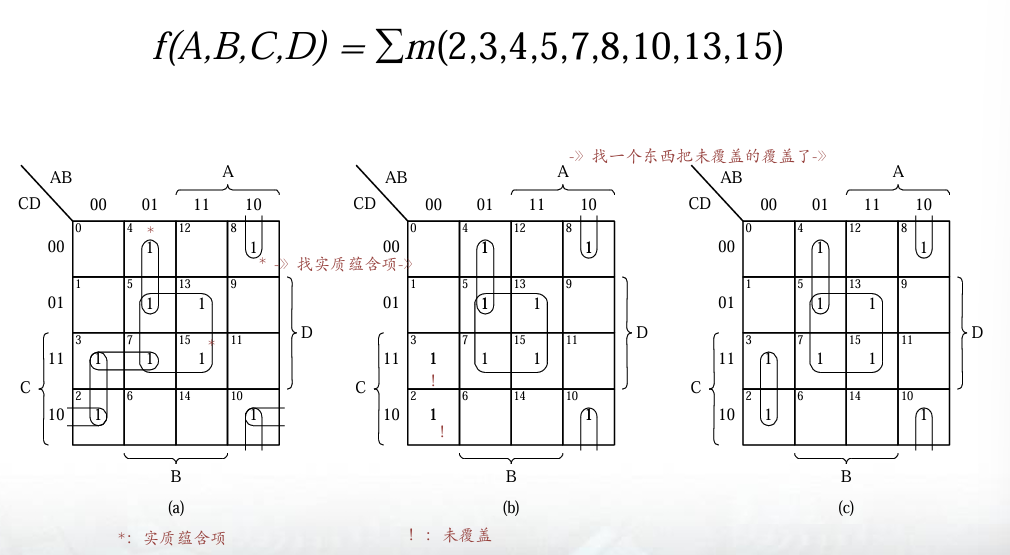 f(A,B,C,D) = ∑m(2,3,4,5,7,8,10,13,15)
-》找一个东西把未覆盖的覆盖了-》
AB A AB A AB A
CD 00 01 11 10 CD 00 01 11 10 CD 00 01 11 10
0 4 * 12 8 0 4 12 8 0 4 12 8
00 1 1 00 1 1 00 1 1
* -》找实质蕴含项-》
1 5 13 9 1 5 13 9 1 5 13 9
01 1 1 01 1 1 01 1 1
D D D
3 7 15 * 11 3 7 15 11 3 7 15 11
11 1 1 1 11 1 1 1 11 1 1 1
!
C C C
2 6 14 10 2 6 14 10 2 6 14 10
10 1 1 10 1 1 10 1 1
!
B B B
(a) (b) (c)
*：实质蕴含项 ！：未覆盖